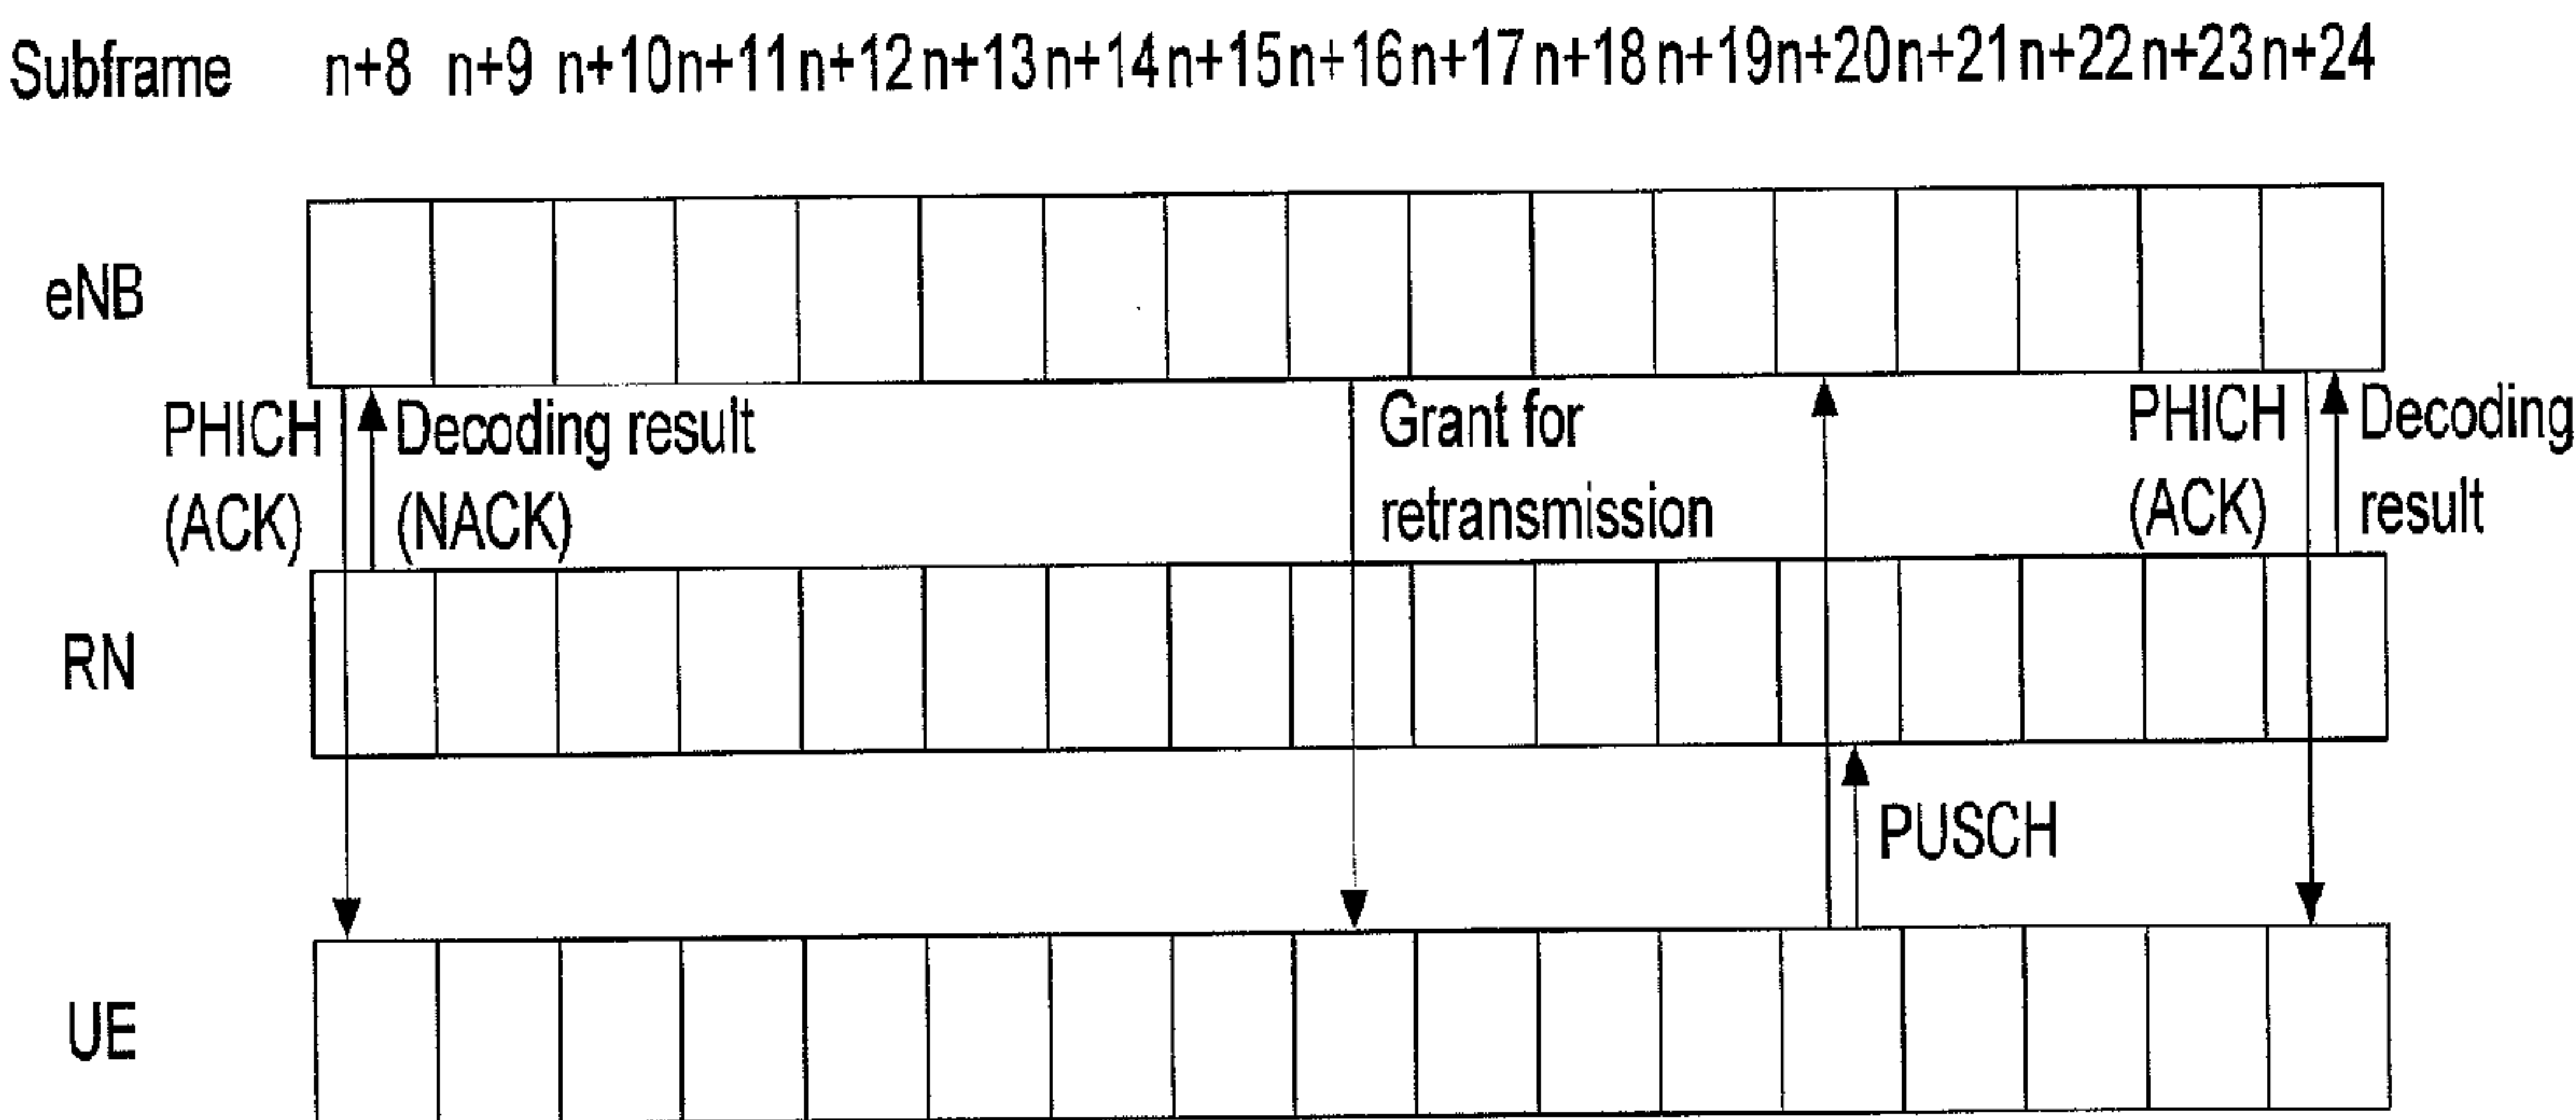 Subframe n+8 n+9 n+10 n+11 n+12 n+13 n+14 n+15 n+16 n+17 n+18 n+19 n+20 n+21 n+22 n+23 n+24
eNB
PHICH
(ACK)
Decoding result
(NACK)
Grant for
retransmission
PHICH
(ACK)
Decoding
result
RN
PUSCH
UE